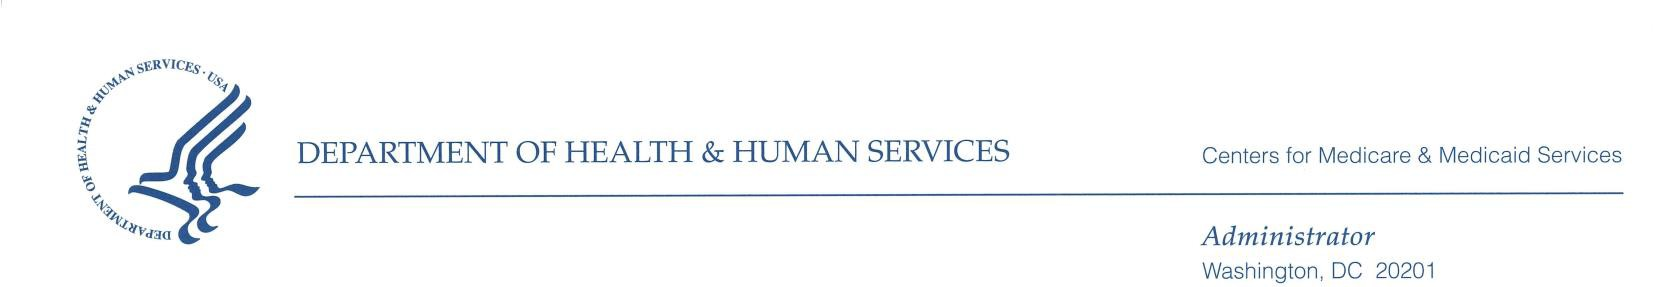 DEPARTMENT OF HEALTH & HUMAN SERVICES · USA
DEPARTMENT OF HEALTH & HUMAN SERVICES
Centers for Medicare & Medicaid Services
Administrator
Washington, DC 20201